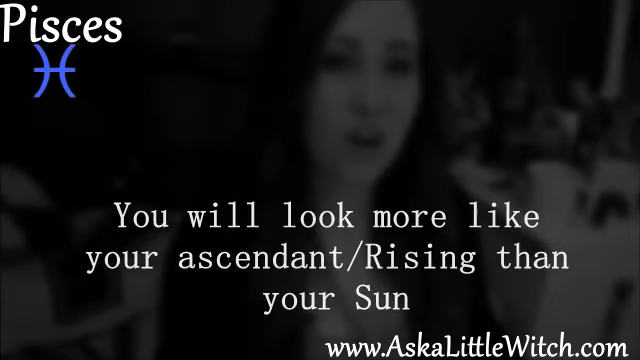 Pisces
♓
You will look more like
your ascendant/Rising than
your Sun
www.AskaLittleWitch.com